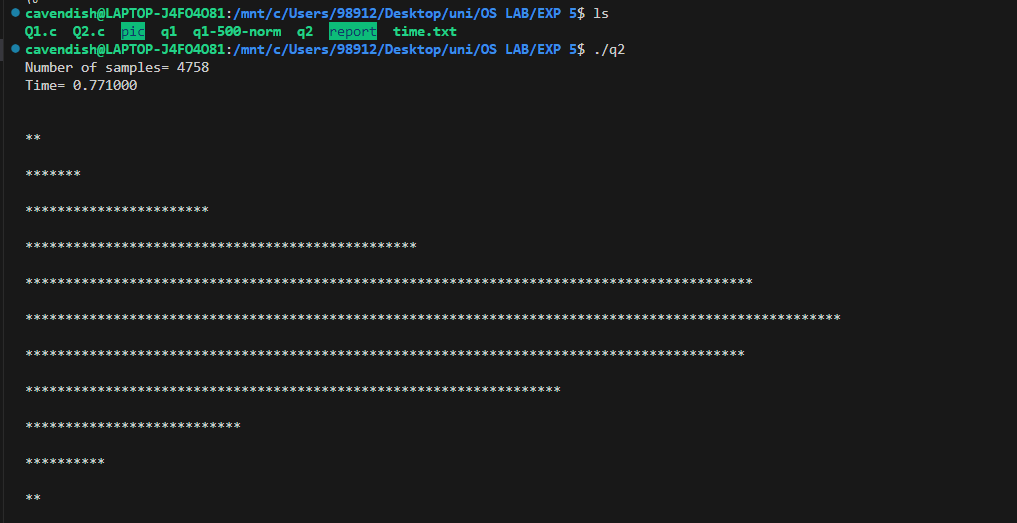 cavendish@LAPTOP-J4FO4O81:/mnt/c/Users/98912/Desktop/uni/OS LAB/EXP 5$ ls
Q1.c Q2.c pic q1 q1-500-norm q2 report time.txt
cavendish@LAPTOP-J4FO4O81:/mnt/c/Users/98912/Desktop/uni/OS LAB/EXP 5$ ./q2
Number of samples= 4758
Time= 0.771000
**
*******
***********************
*************************************************
*******************************************************************************************
******************************************************************************************************
******************************************************************************************
*******************************************************************
***************************
**********
**